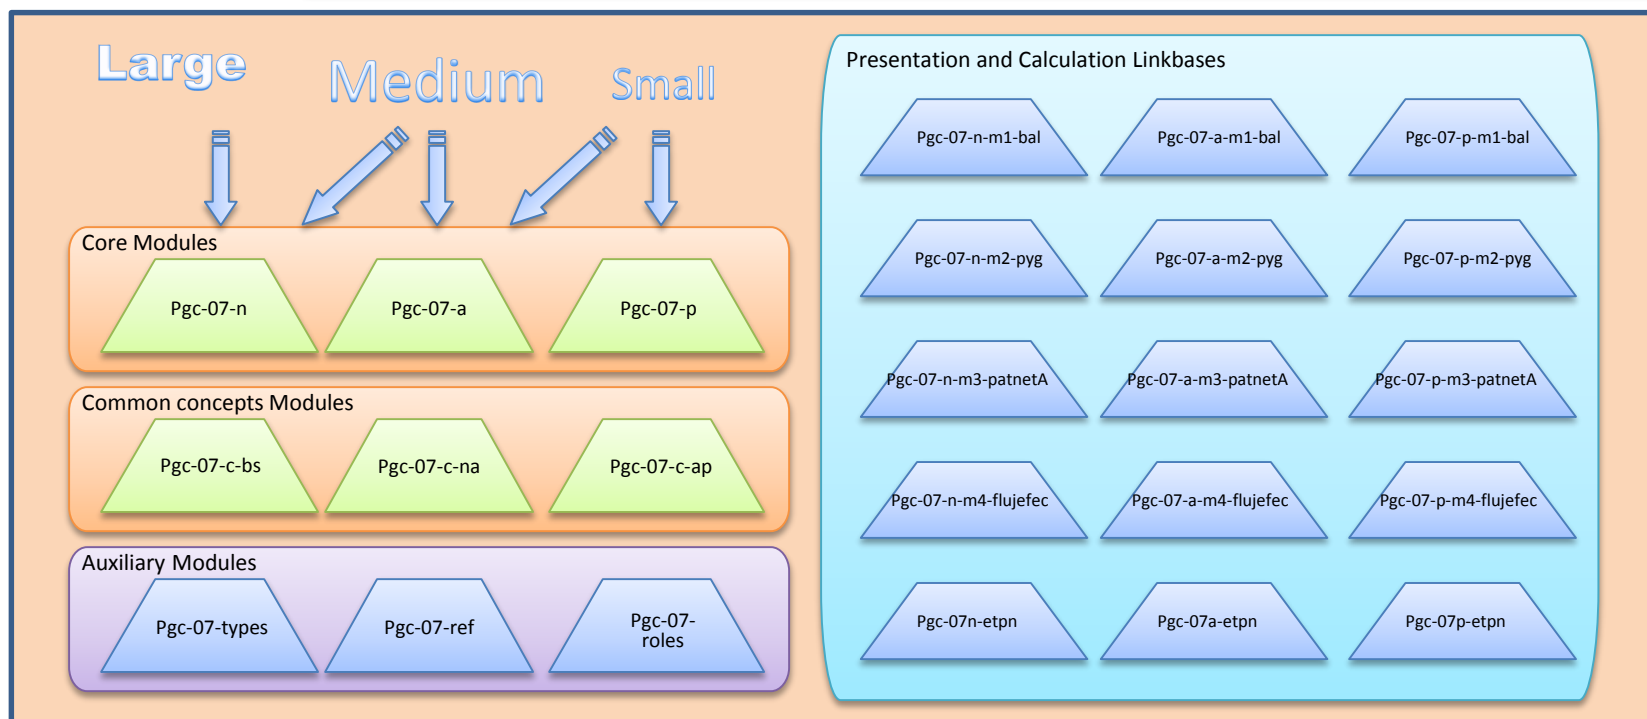 Large
Medium
Small
Core Modules
Pgc-07-n
Pgc-07-a
Pgc-07-p
Common concepts Modules
Pgc-07-c-bs
Pgc-07-c-na
Pgc-07-c-ap
Auxiliary Modules
Pgc-07-types
Pgc-07-ref
Pgc-07-
roles
Presentation and Calculation Linkbases
Pgc-07-n-m1-bal
Pgc-07-a-m1-bal
Pgc-07-p-m1-bal
Pgc-07-n-m2-pyg
Pgc-07-a-m2-pyg
Pgc-07-p-m2-pyg
Pgc-07-n-m3-patnetA
Pgc-07-a-m3-patnetA
Pgc-07-p-m3-patnetA
Pgc-07-n-m4-flujefec
Pgc-07-a-m4-flujefec
Pgc-07-p-m4-flujefec
Pgc-07n-etpn
Pgc-07a-etpn
Pgc-07p-etpn